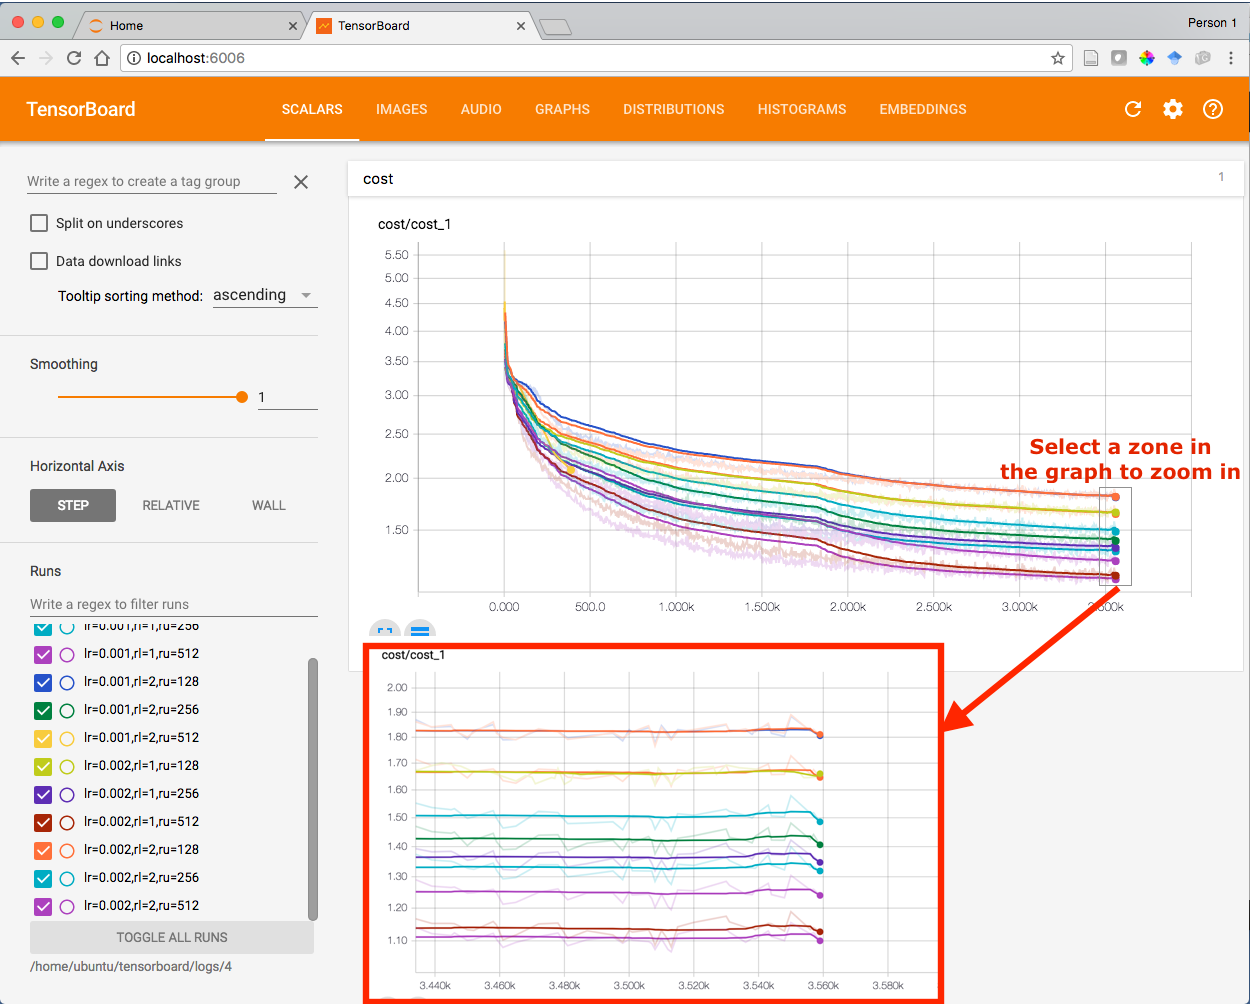 Home
TensorBoard
Person 1
localhost:6006
TensorBoard
SCALARS IMAGES AUDIO GRAPHS DISTRIBUTIONS HISTOGRAMS EMBEDDINGS
Write a regex to create a tag group
Split on underscores
Data download links
Tooltip sorting method: ascending
Smoothing
1
Horizontal Axis
STEP RELATIVE WALL
Runs
Write a regex to filter runs
lr=0.001,rl=1,ru=256
lr=0.001,rl=1,ru=512
lr=0.001,rl=2,ru=128
lr=0.001,rl=2,ru=256
lr=0.001,rl=2,ru=512
lr=0.002,rl=1,ru=128
lr=0.002,rl=1,ru=256
lr=0.002,rl=1,ru=512
lr=0.002,rl=2,ru=128
lr=0.002,rl=2,ru=256
lr=0.002,rl=2,ru=512
TOGGLE ALL RUNS
/home/ubuntu/tensorboard/logs/4
cost
1
cost/cost_1
5.50
5.00
4.50
4.00
3.50
3.00
2.50
2.00
1.50
0.000 500.0 1.000k 1.500k 2.000k 2.500k 3.000k
Select a zone in
the graph to zoom in
cost/cost_1
2.00
1.90
1.80
1.70
1.60
1.50
1.40
1.30
1.20
1.10
3.440k 3.460k 3.480k 3.500k 3.520k 3.540k 3.560k 3.580k